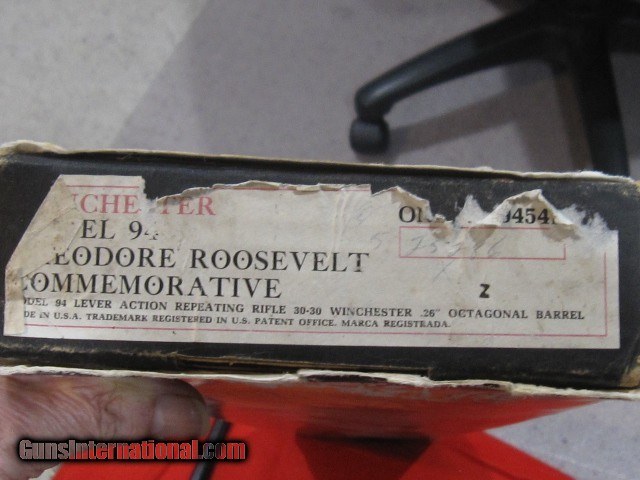 CHESTER
EL 94
EODORE ROOSEVELT
OMMEMORATIVE
Z
DEL 94 LEVER ACTION REPEATING RIFLE 30-30 WINCHESTER .26" OCTAGONAL BARREL
DE IN U.S.A. TRADEMARK REGISTERED IN U.S. PATENT OFFICE. MARCA REGISTRADA.
GunsInternational.com